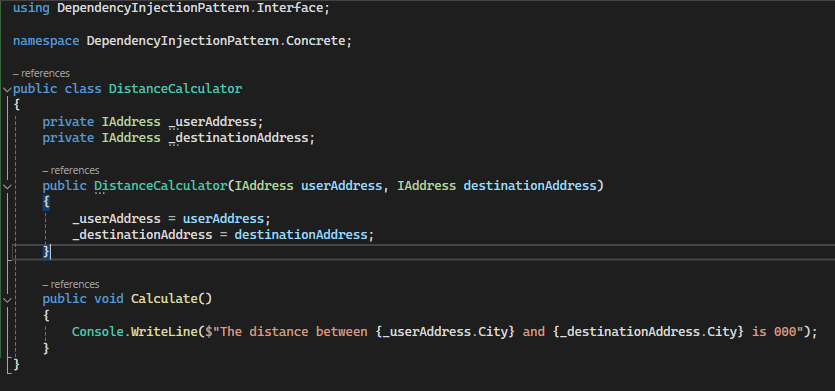 using DependencyInjectionPattern.Interface;
namespace DependencyInjectionPattern.Concrete;
– references
public class DistanceCalculator
{
private IAddress _userAddress;
private IAddress _destinationAddress;
– references
public DistanceCalculator(IAddress userAddress, IAddress destinationAddress)
{
_userAddress = userAddress;
_destinationAddress = destinationAddress;
}
– references
public void Calculate()
{
Console.WriteLine($"The distance between {_userAddress.City} and {_destinationAddress.City} is 000");
}
}